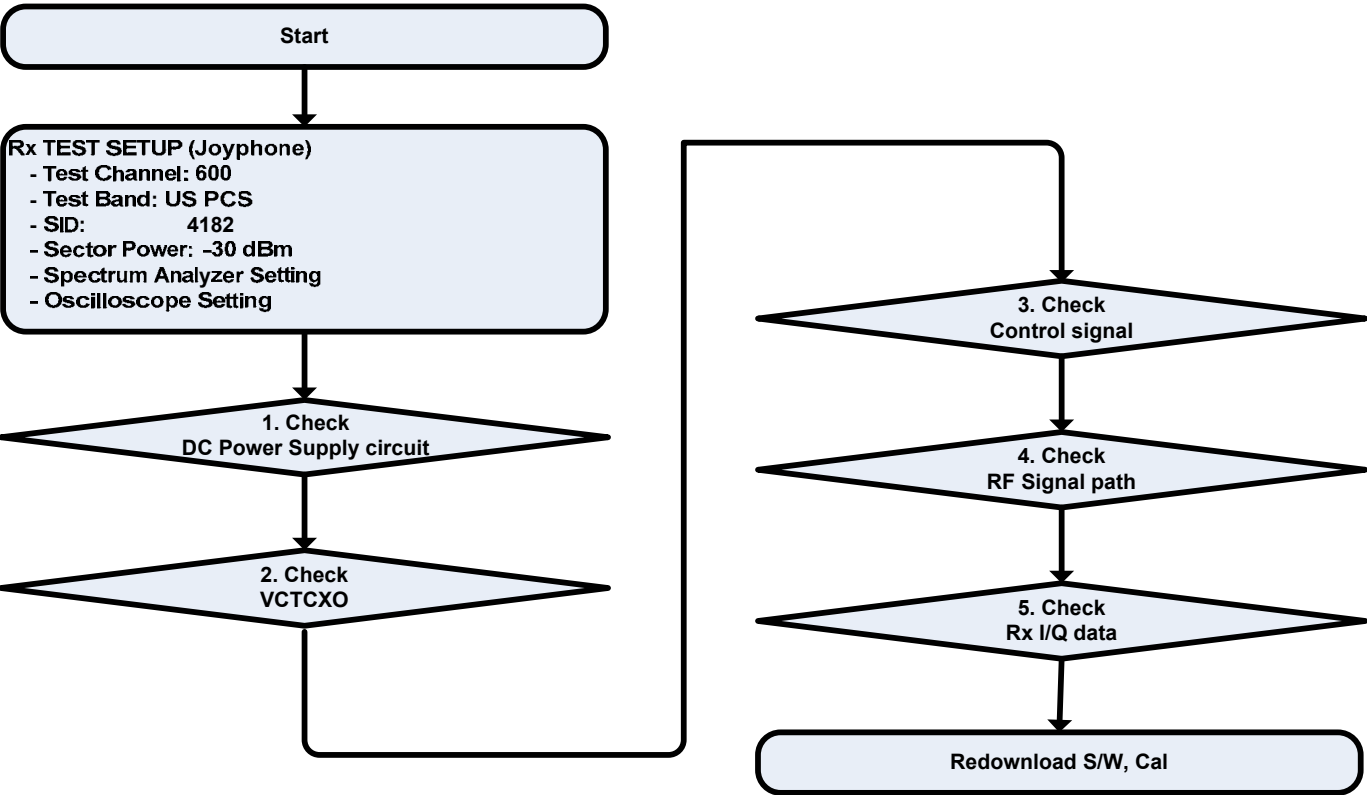 Start
Rx TEST SETUP (Joyphone)
- Test Channel: 600
- Test Band: US PCS
- SID: 4182
- Sector Power: -30 dBm
- Spectrum Analyzer Setting
- Oscilloscope Setting
1. Check
DC Power Supply circuit
2. Check
VCTCXO
3. Check
Control signal
4. Check
RF Signal path
5. Check
Rx I/Q data
Redownload S/W, Cal